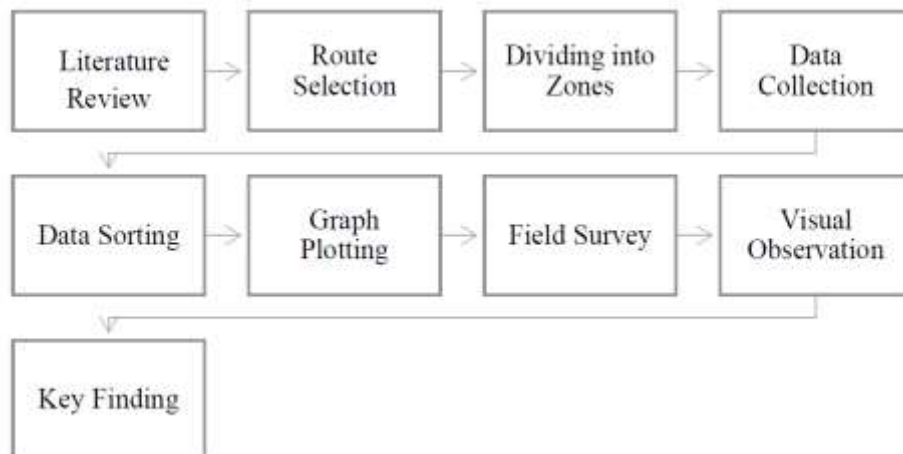 Literature
Review
Route
Selection
Dividing into
Zones
Data
Collection
Data Sorting
Graph
Plotting
Field Survey
Visual
Observation
Key Finding